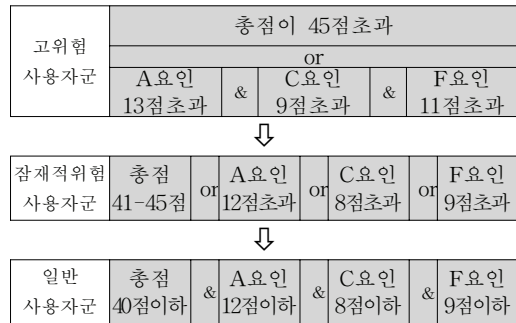 고위험
사용자군
총점이 45점초과
or
A요인
13점초과
&
C요인
9점초과
&
F요인
11점초과
잠재적위험
사용자군
총점
41-45점
or
A요인
12점초과
or
C요인
8점초과
or
F요인
9점초과
일반
사용자군
총점
40점이하
&
A요인
12점이하
&
C요인
8점이하
&
F요인
9점이하